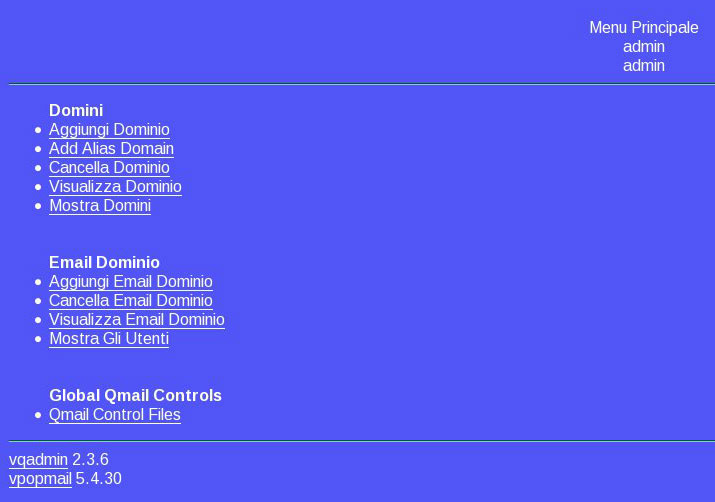 Menu Principale
admin
admin
Domini
Aggiungi Dominio
Add Alias Domain
Cancella Dominio
Visualizza Dominio
Mostra Domini
Email Dominio
Aggiungi Email Dominio
Cancella Email Dominio
Visualizza Email Dominio
Mostra Gli Utenti
Global Qmail Controls
Qmail Control Files
vqadmin 2.3.6
vpopmail 5.4.30